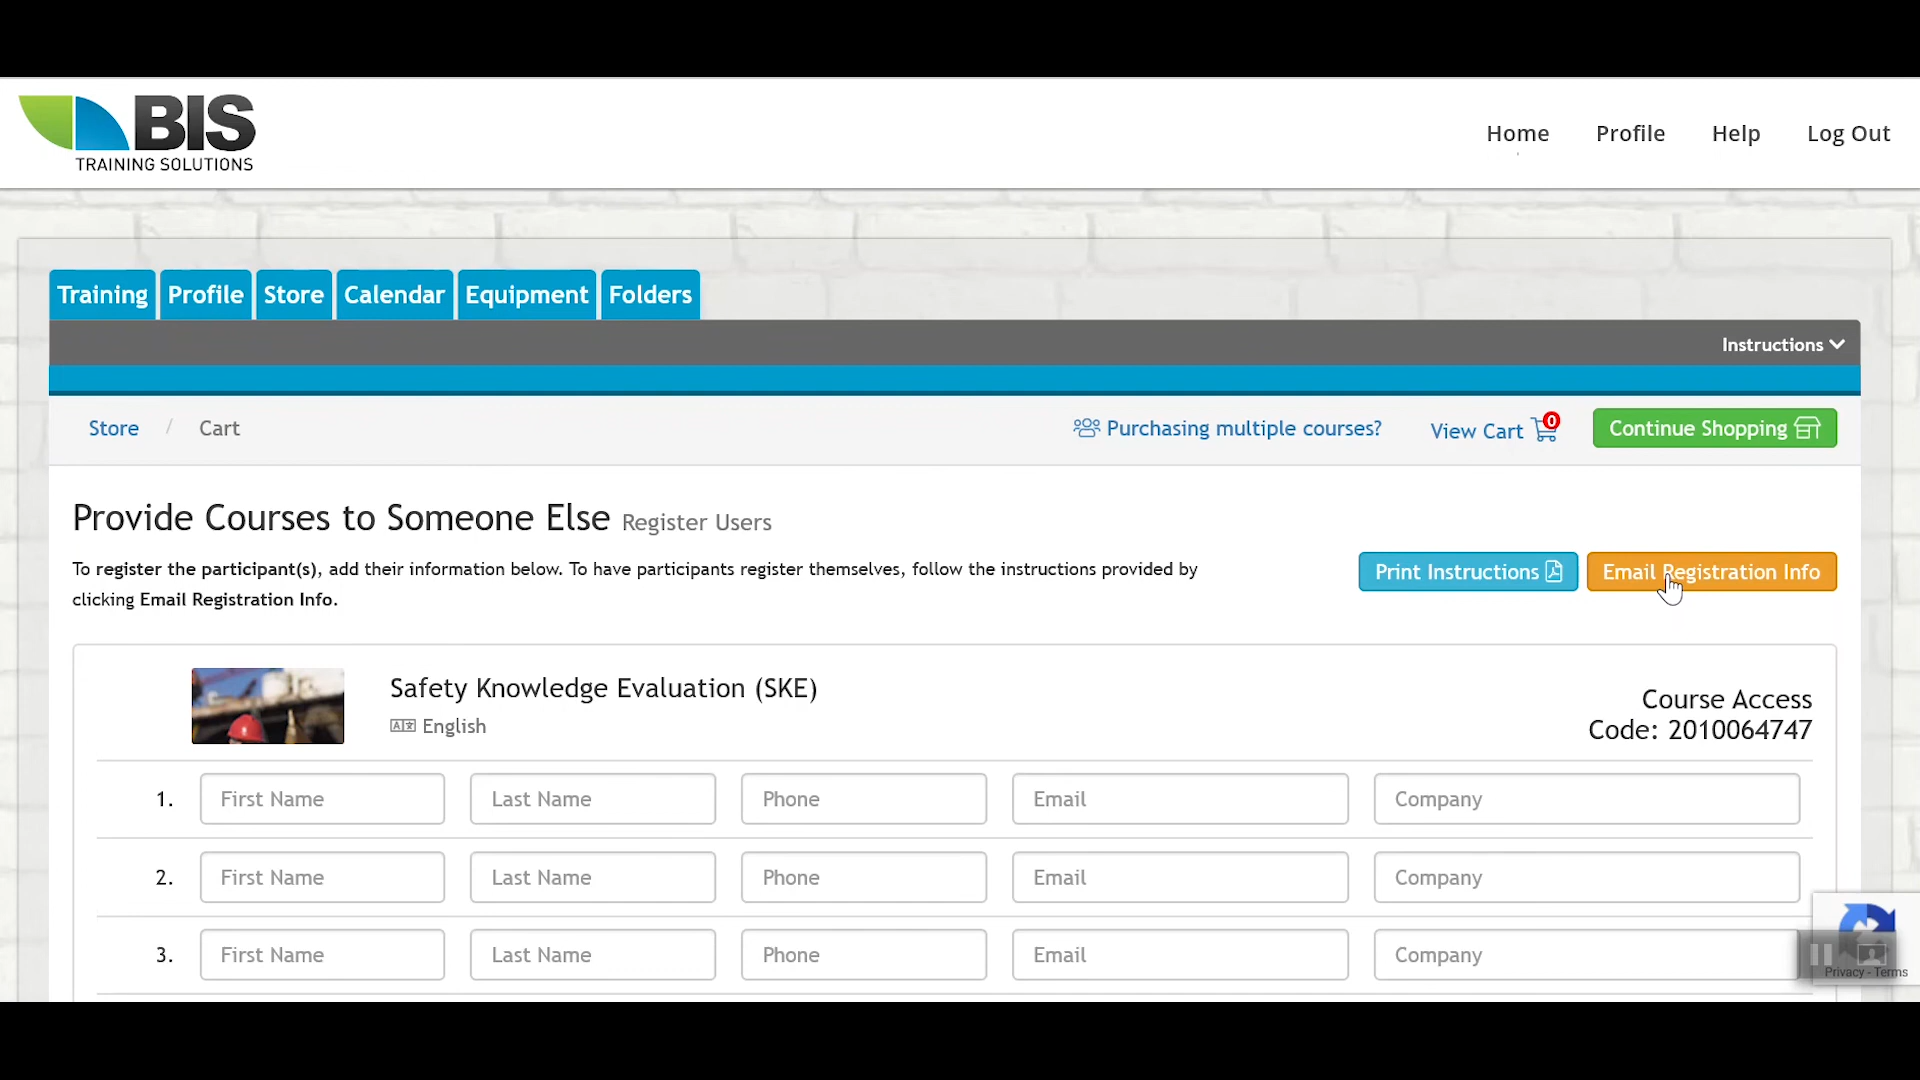 BIS
TRAINING SOLUTIONS
Home Profile Help Log Out
Training Profile Store Calendar Equipment Folders
Instructions
Store / Cart
Purchasing multiple courses?
View Cart 0
Continue Shopping
Provide Courses to Someone Else Register Users
To register the participant(s), add their information below. To have participants register themselves, follow the instructions provided by
clicking Email Registration Info.
Print Instructions
Email Registration Info
Safety Knowledge Evaluation (SKE)
English
Course Access
Code: 2010064747
1. First Name Last Name Phone Email Company
2. First Name Last Name Phone Email Company
3. First Name Last Name Phone Email Company
Privacy - Terms